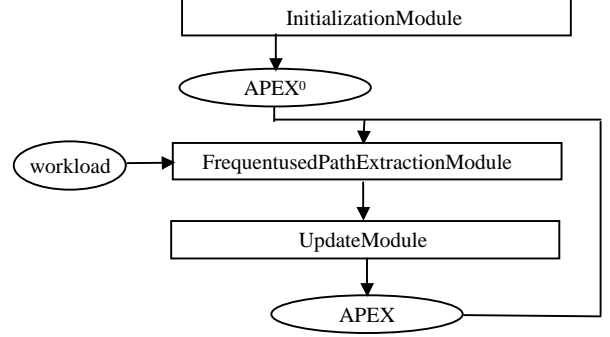 InitializationModule
APEX⁰
workload
FrequentusedPathExtractionModule
UpdateModule
APEX